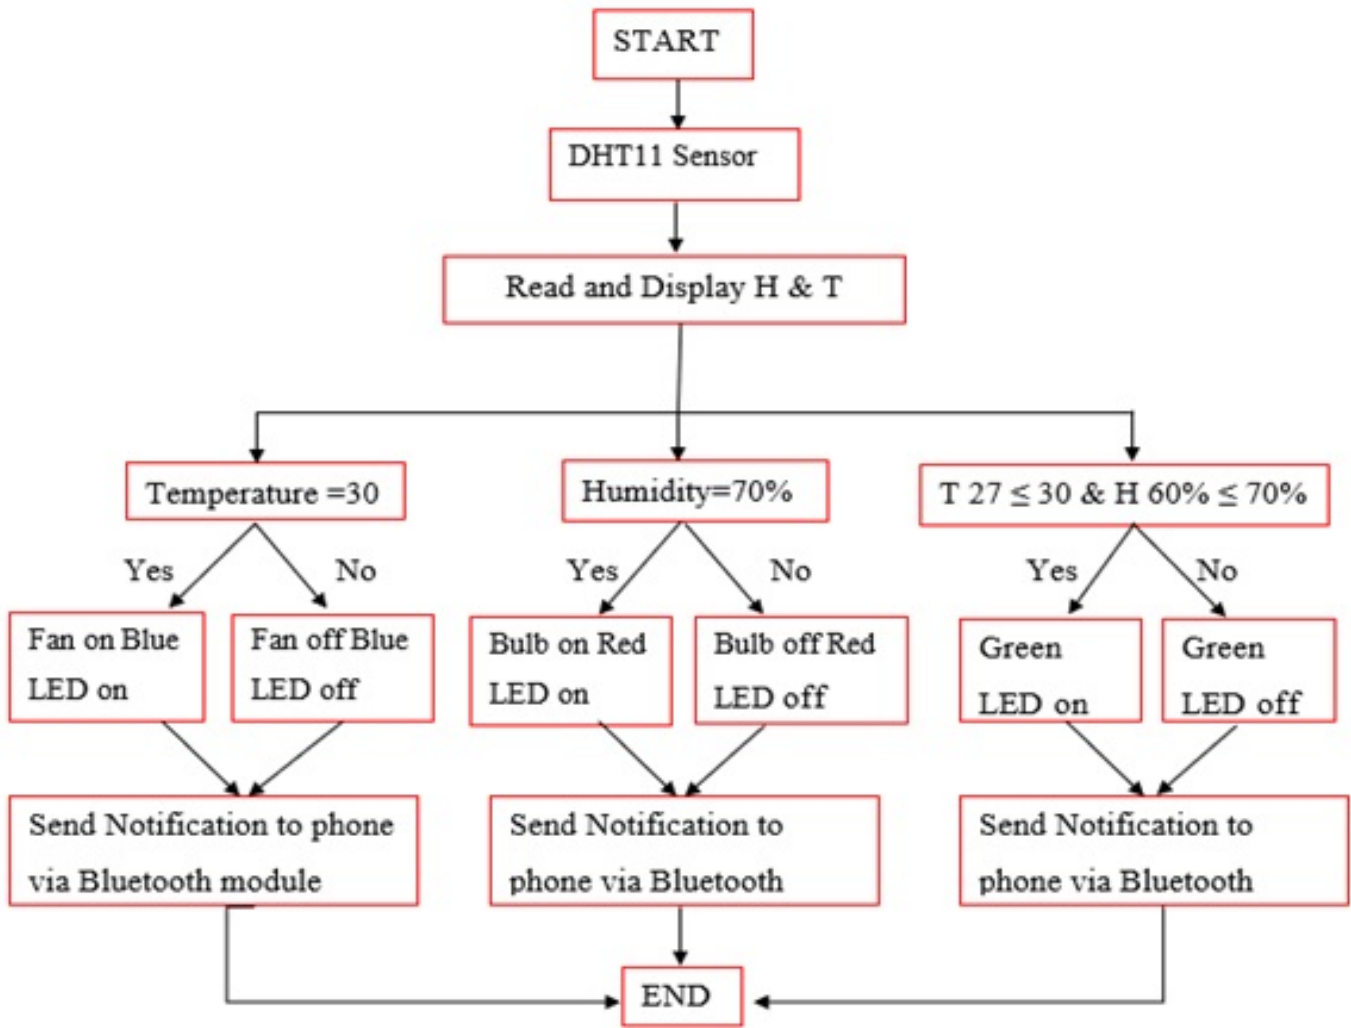 START
DHT11 Sensor
Read and Display H & T
Temperature =30
Humidity=70%
T 27 ≤ 30 & H 60% ≤ 70%
Yes
No
Yes
No
Yes
No
Fan on Blue
LED on
Fan off Blue
LED off
Bulb on Red
LED on
Bulb off Red
LED off
Green
LED on
Green
LED off
Send Notification to phone
via Bluetooth module
Send Notification to
phone via Bluetooth
Send Notification to
phone via Bluetooth
END